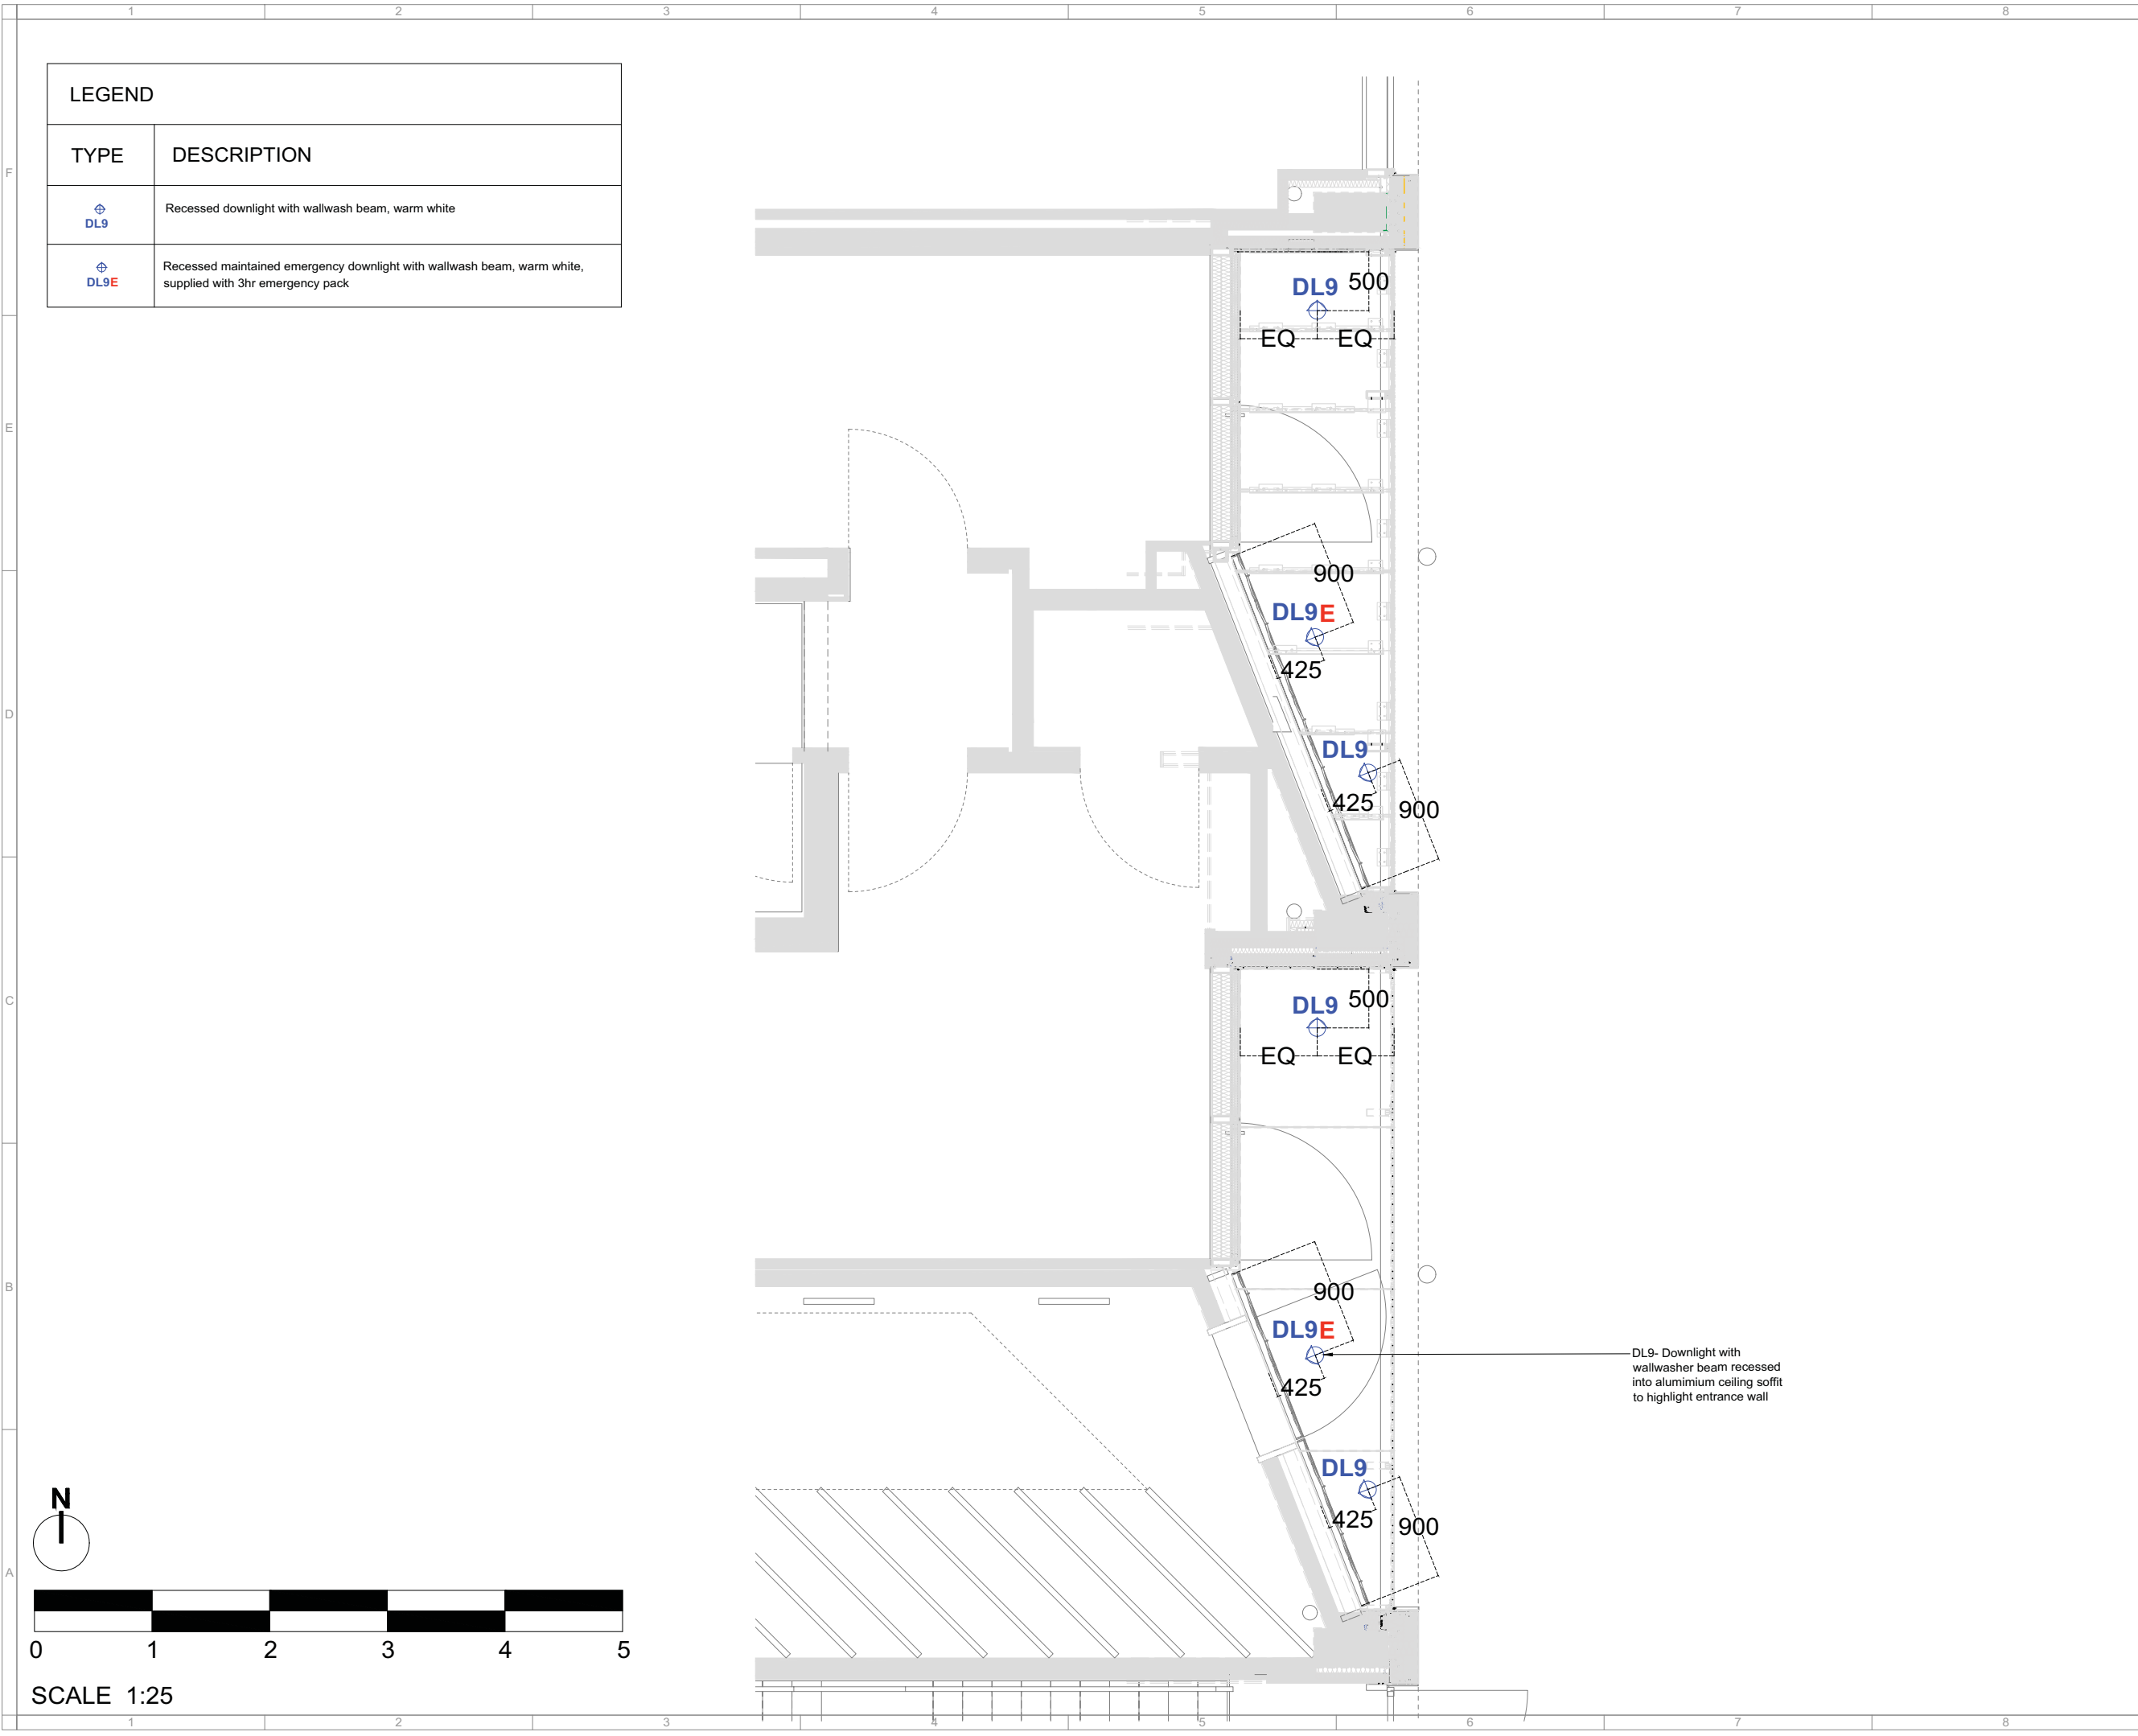 1 2 3 4 5 6 7 8
LEGEND
TYPE DESCRIPTION
DL9 Recessed downlight with wallwash beam, warm white
DL9E Recessed maintained emergency downlight with wallwash beam, warm white,
supplied with 3hr emergency pack
F
E
D
C
B
A
DL9 500
EQ EQ
900
DL9E
425
DL9
425 900
DL9 500
EQ EQ
900
DL9E
425
DL9- Downlight with
wallwasher beam recessed
into alumimium ceiling soffit
to highlight entrance wall
DL9
425 900
N
0 1 2 3 4 5
SCALE 1:25
1 2 3 4 5 6 7 8